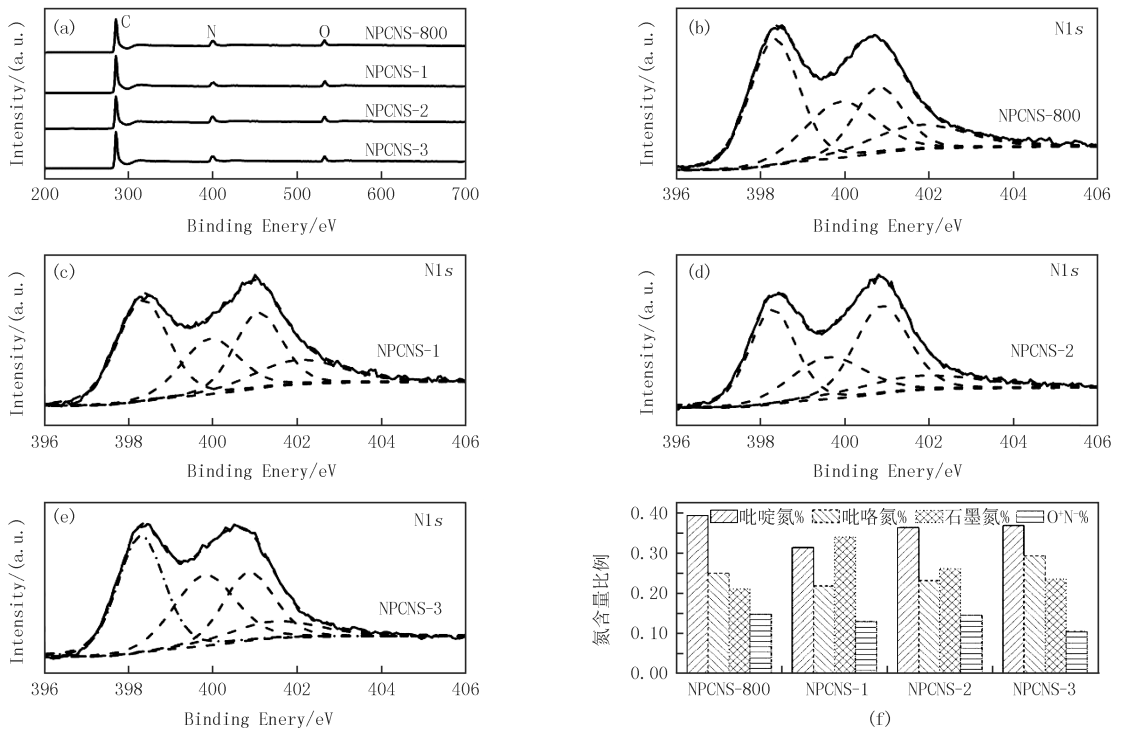 (a)
C
N
O
NPCNS-800
NPCNS-1
NPCNS-2
NPCNS-3
Intensity/(a.u.)
200 300 400 500 600 700
Binding Enery/eV
(b)
N1s
NPCNS-800
Intensity/(a.u.)
396 398 400 402 404 406
Binding Enery/eV
(c)
N1s
NPCNS-1
Intensity/(a.u.)
396 398 400 402 404 406
Binding Enery/eV
(d)
N1s
NPCNS-2
Intensity/(a.u.)
396 398 400 402 404 406
Binding Enery/eV
(e)
N1s
NPCNS-3
Intensity/(a.u.)
396 398 400 402 404 406
Binding Enery/eV
吡啶氮% 吡咯氮% 石墨氮% O⁺N⁻%
氮含量比例
0.40
0.30
0.20
0.10
0.00
NPCNS-800 NPCNS-1 NPCNS-2 NPCNS-3
(f)